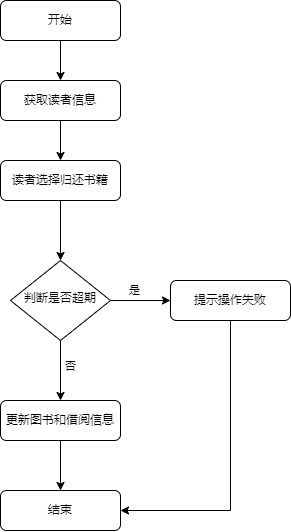 开始
获取读者信息
读者选择归还书籍
判断是否超期
是
提示操作失败
否
更新图书和借阅信息
结束